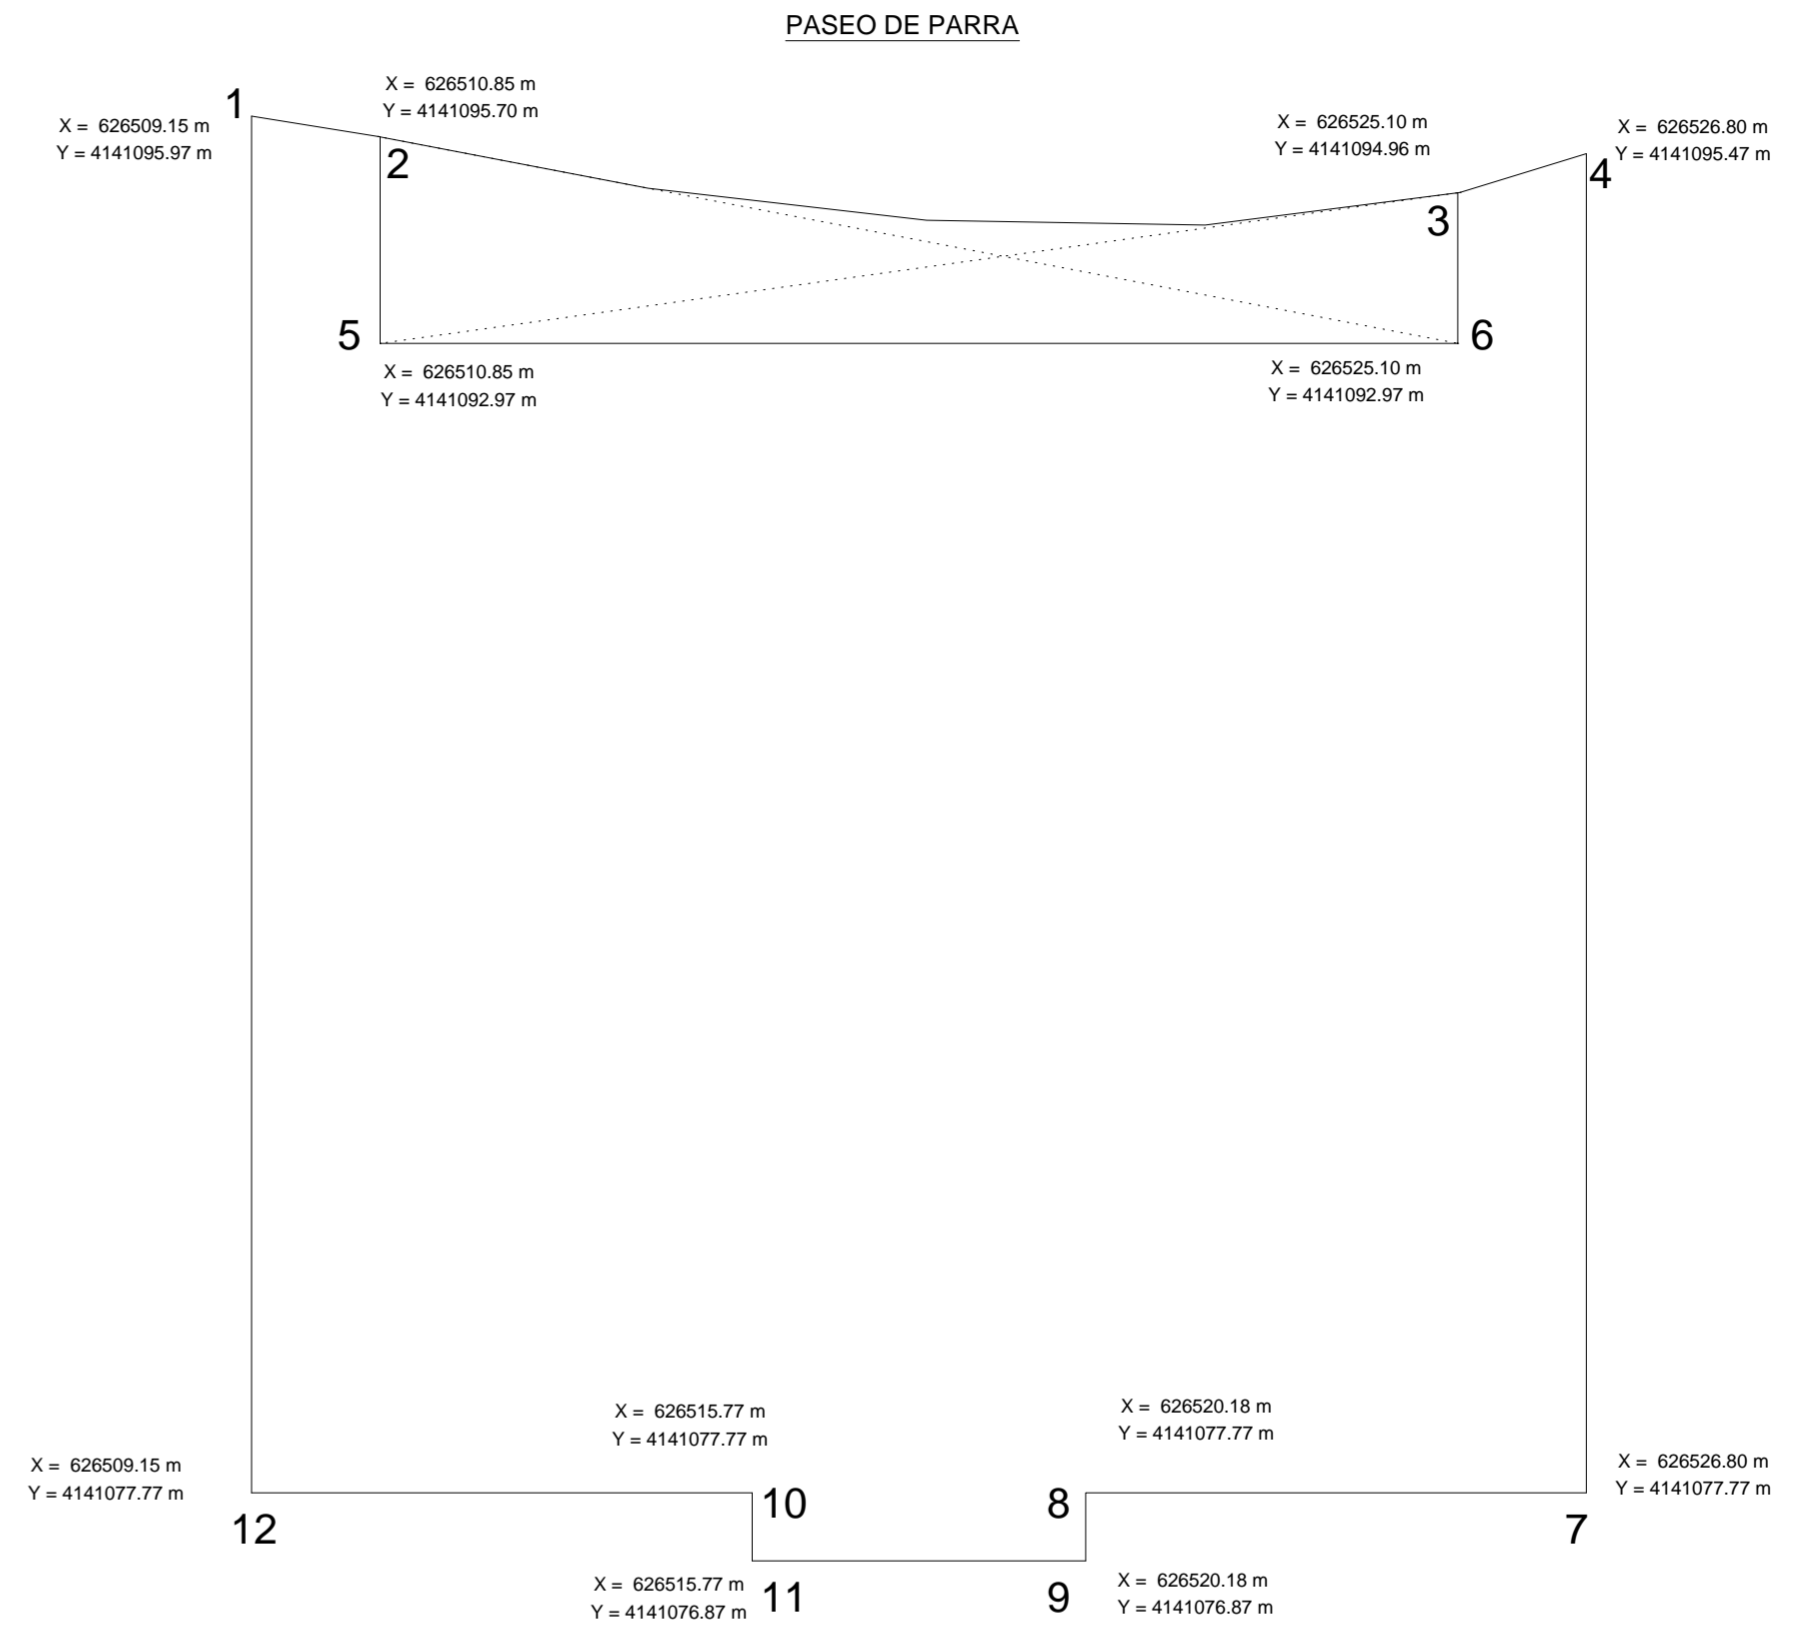 PASEO DE PARRA
1
X = 626509.15 m
Y = 4141095.97 m
X = 626510.85 m
Y = 4141095.70 m
2
X = 626525.10 m
Y = 4141094.96 m
3
X = 626526.80 m
Y = 4141095.47 m
4
5
X = 626510.85 m
Y = 4141092.97 m
6
X = 626525.10 m
Y = 4141092.97 m
X = 626515.77 m
Y = 4141077.77 m
10
X = 626520.18 m
Y = 4141077.77 m
8
X = 626509.15 m
Y = 4141077.77 m
12
X = 626526.80 m
Y = 4141077.77 m
7
X = 626515.77 m
Y = 4141076.87 m
11
9
X = 626520.18 m
Y = 4141076.87 m